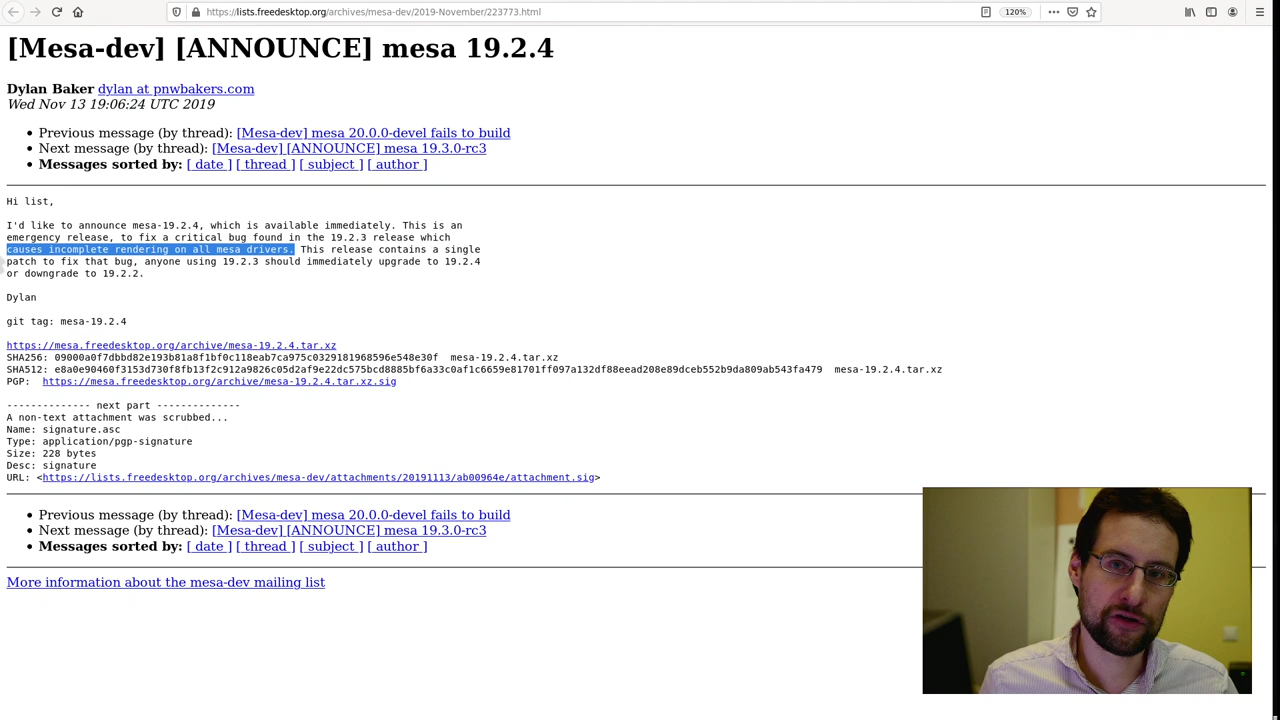 https://lists.freedesktop.org/archives/mesa-dev/2019-November/223773.html
120%
[Mesa-dev] [ANNOUNCE] mesa 19.2.4
Dylan Baker dylan at pnwbakers.com
Wed Nov 13 19:06:24 UTC 2019
• Previous message (by thread): [Mesa-dev] mesa 20.0.0-devel fails to build
• Next message (by thread): [Mesa-dev] [ANNOUNCE] mesa 19.3.0-rc3
• Messages sorted by: [ date ] [ thread ] [ subject ] [ author ]
Hi list,
I'd like to announce mesa-19.2.4, which is available immediately. This is an
emergency release, to fix a critical bug found in the 19.2.3 release which
causes incomplete rendering on all mesa drivers. This release contains a single
patch to fix that bug, anyone using 19.2.3 should immediately upgrade to 19.2.4
or downgrade to 19.2.2.
Dylan
git tag: mesa-19.2.4
https://mesa.freedesktop.org/archive/mesa-19.2.4.tar.xz
SHA256: 09000a0f7dbbd82e193b81a8f1bf0c118eab7ca975c0329181968596e548e30f  mesa-19.2.4.tar.xz
SHA512: e8a0e90460f3153d730f8fb13f2c912a9826c05d2af9e22dc575bcd8885bf6a33c0af1c6659e81701ff097a132df88eead208e89dceb552b9da809ab543fa479  mesa-19.2.4.tar.xz
PGP:  https://mesa.freedesktop.org/archive/mesa-19.2.4.tar.xz.sig
-------------- next part --------------
A non-text attachment was scrubbed...
Name: signature.asc
Type: application/pgp-signature
Size: 228 bytes
Desc: signature
URL: <https://lists.freedesktop.org/archives/mesa-dev/attachments/20191113/ab00964e/attachment.sig>
• Previous message (by thread): [Mesa-dev] mesa 20.0.0-devel fails to build
• Next message (by thread): [Mesa-dev] [ANNOUNCE] mesa 19.3.0-rc3
• Messages sorted by: [ date ] [ thread ] [ subject ] [ author ]
More information about the mesa-dev mailing list